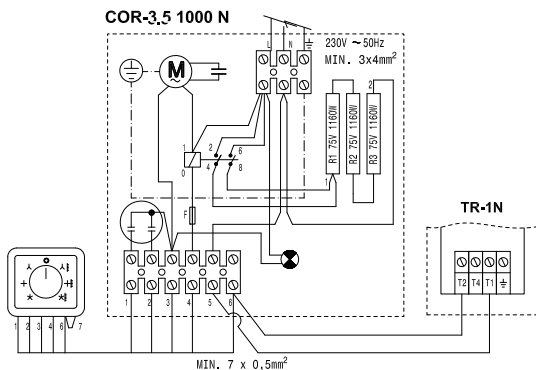 COR-3,5 1000 N
L N
230V ~50Hz
MIN. 3x4mm²
M
~
R1 75V 1160W
R2 75V 1160W
R3 75V 1160W
2
1
1
0
2 6
4 8
F
TR-1N
T2 T4 T1
1 2 3 4 5 6
1 2 3 4 6 7
MIN. 7 x 0,5mm²